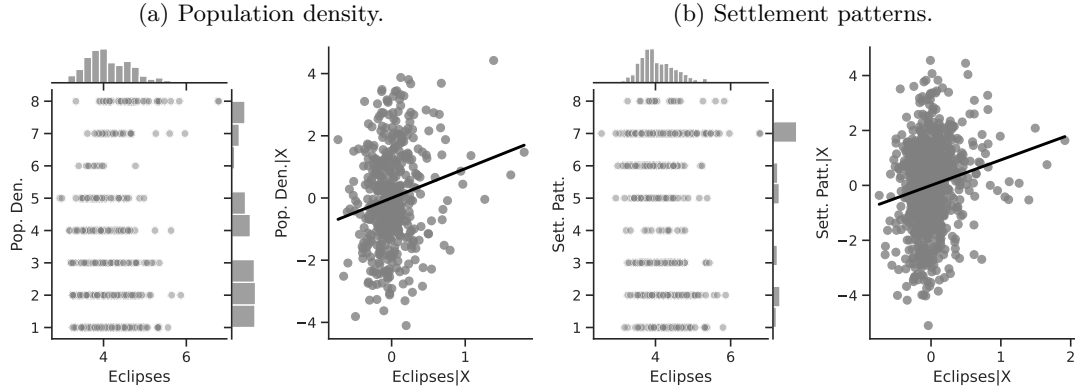 (a) Population density.
(b) Settlement patterns.
8
7
6
5
4
3
2
1
Pop. Den.
4 6
Eclipses
4
2
0
−2
−4
Pop. Den.|X
0 1
Eclipses|X
8
7
6
5
4
3
2
1
Sett. Patt.
4 6
Eclipses
4
2
0
−2
−4
Sett. Patt.|X
0 1 2
Eclipses|X